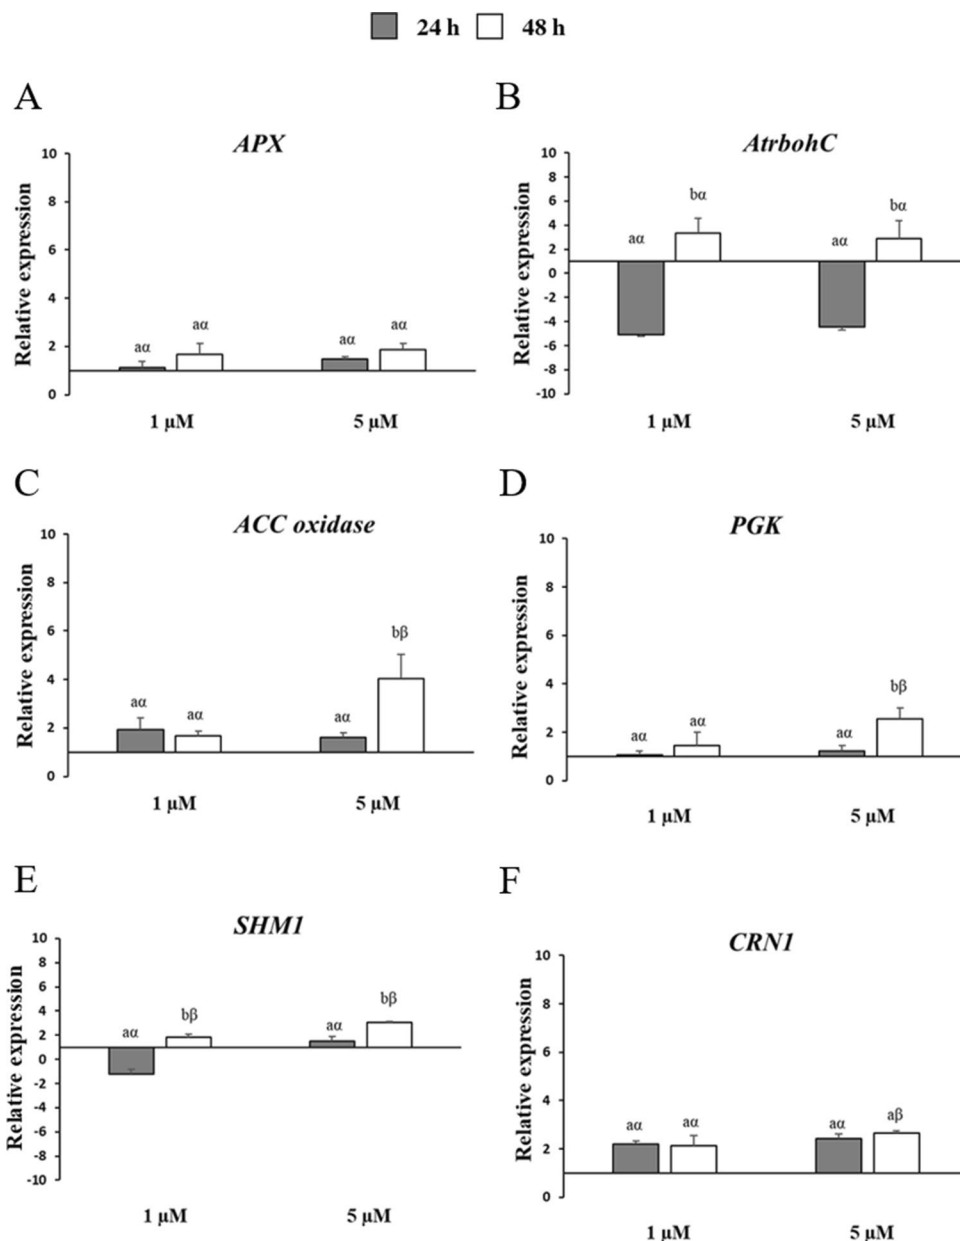 24 h 48 h
A
APX
Relative expression
10
8
6
4
2
0
aα
aα
aα
aα
1 µM 5 µM
B
AtrbohC
Relative expression
10
8
6
4
2
0
-2
-4
-6
-8
-10
aα
bα
aα
bα
1 µM 5 µM
C
ACC oxidase
Relative expression
10
8
6
4
2
0
aα
aα
aα
bβ
1 µM 5 µM
D
PGK
Relative expression
10
8
6
4
2
0
aα
aα
aα
bβ
1 µM 5 µM
E
SHM1
Relative expression
10
8
6
4
2
0
-2
-4
-6
-8
-10
aα
bβ
aα
bβ
1 µM 5 µM
F
CRN1
Relative expression
10
8
6
4
2
0
aα
aα
aα
aβ
1 µM 5 µM